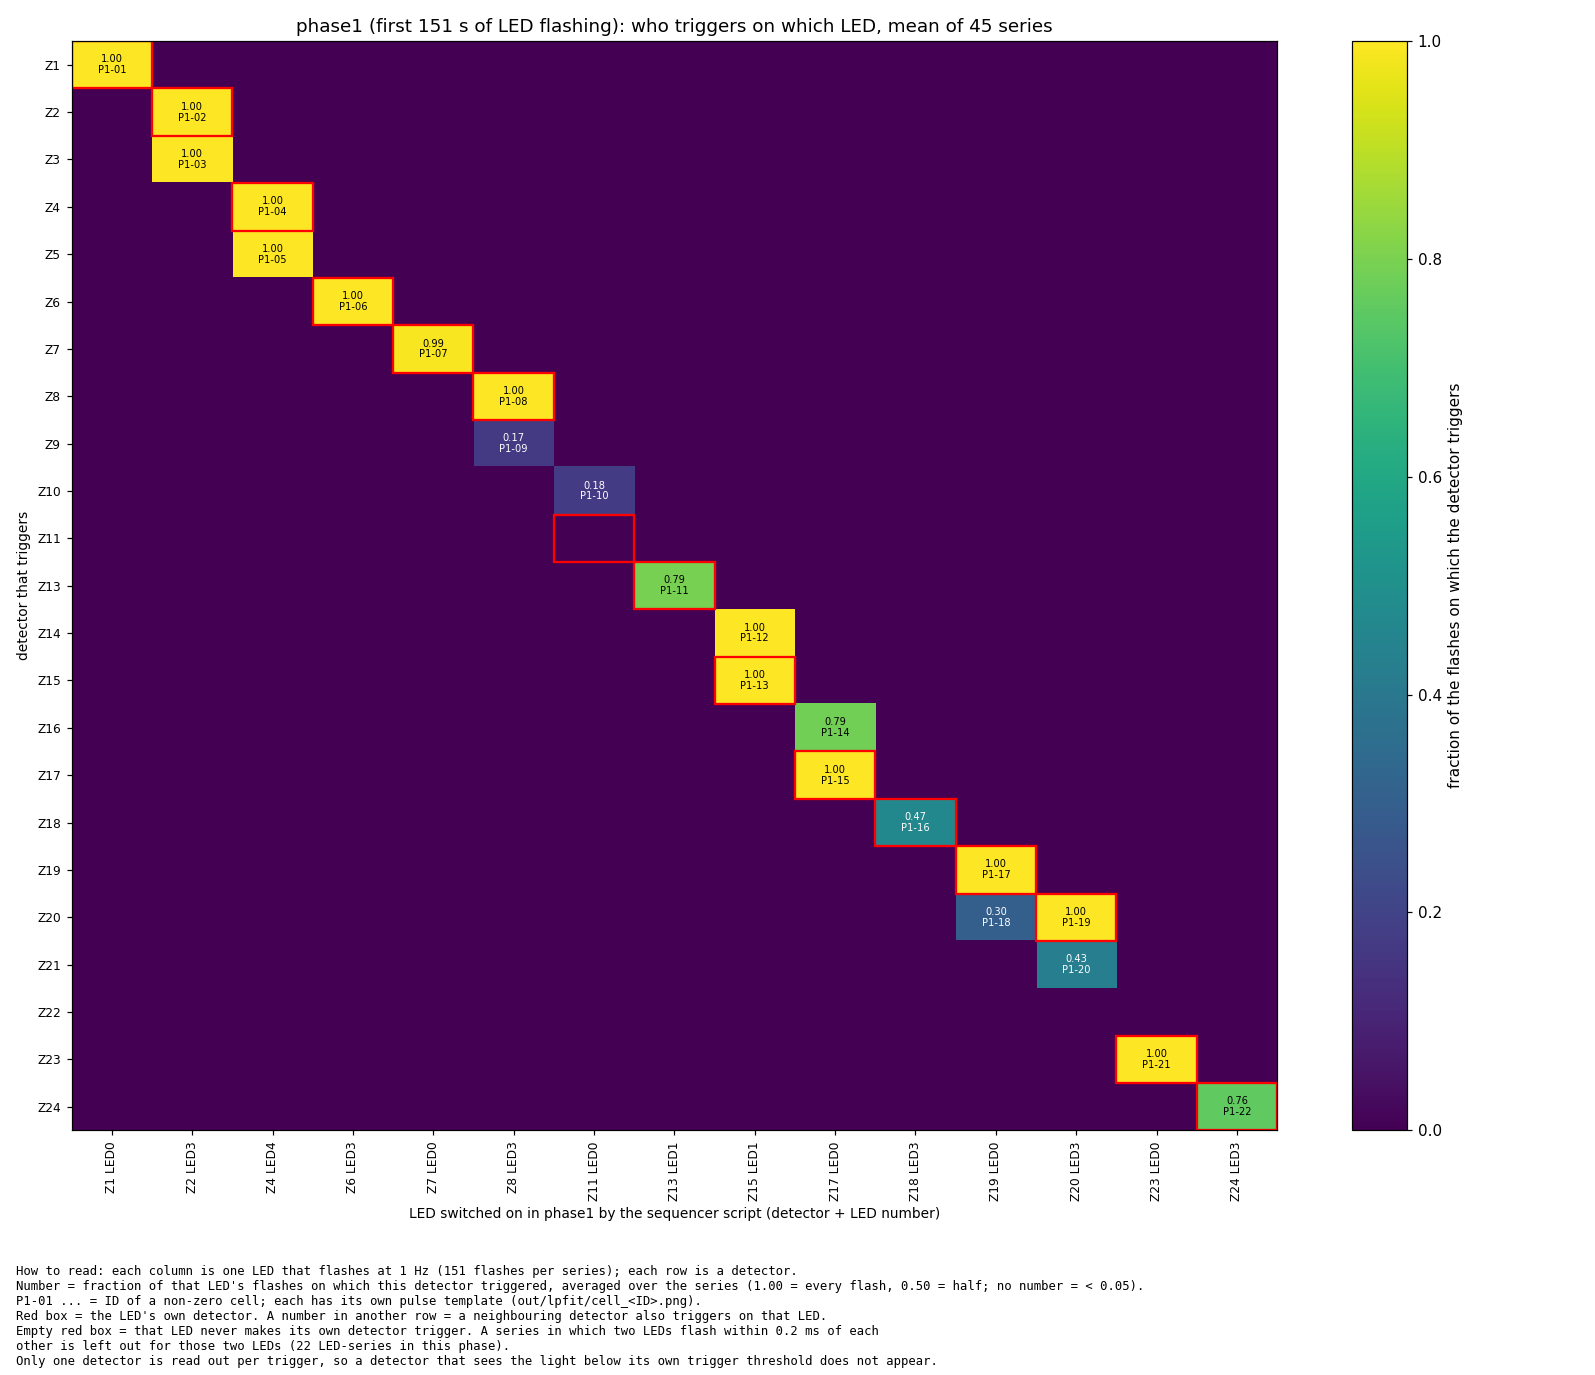 phase1 (first 151 s of LED flashing): who triggers on which LED, mean of 45 series
detector that triggers
Z1
Z2
Z3
Z4
Z5
Z6
Z7
Z8
Z9
Z10
Z11
Z13
Z14
Z15
Z16
Z17
Z18
Z19
Z20
Z21
Z22
Z23
Z24
1.00
P1-01
1.00
P1-02
1.00
P1-03
1.00
P1-04
1.00
P1-05
1.00
P1-06
0.99
P1-07
1.00
P1-08
0.17
P1-09
0.18
P1-10
0.79
P1-11
1.00
P1-12
1.00
P1-13
0.79
P1-14
1.00
P1-15
0.47
P1-16
1.00
P1-17
0.30
P1-18
1.00
P1-19
0.43
P1-20
1.00
P1-21
0.76
P1-22
Z1 LED0
Z2 LED3
Z4 LED4
Z6 LED3
Z7 LED0
Z8 LED3
Z11 LED0
Z13 LED1
Z15 LED1
Z17 LED0
Z18 LED3
Z19 LED0
Z20 LED3
Z23 LED0
Z24 LED3
LED switched on in phase1 by the sequencer script (detector + LED number)
1.0
0.8
0.6
0.4
0.2
0.0
fraction of the flashes on which the detector triggers
How to read: each column is one LED that flashes at 1 Hz (151 flashes per series); each row is a detector.
Number = fraction of that LED's flashes on which this detector triggered, averaged over the series (1.00 = every flash, 0.50 = half; no number = < 0.05).
P1-01 ... = ID of a non-zero cell; each has its own pulse template (out/lpfit/cell_<ID>.png).
Red box = the LED's own detector. A number in another row = a neighbouring detector also triggers on that LED.
Empty red box = that LED never makes its own detector trigger. A series in which two LEDs flash within 0.2 ms of each
other is left out for those two LEDs (22 LED-series in this phase).
Only one detector is read out per trigger, so a detector that sees the light below its own trigger threshold does not appear.